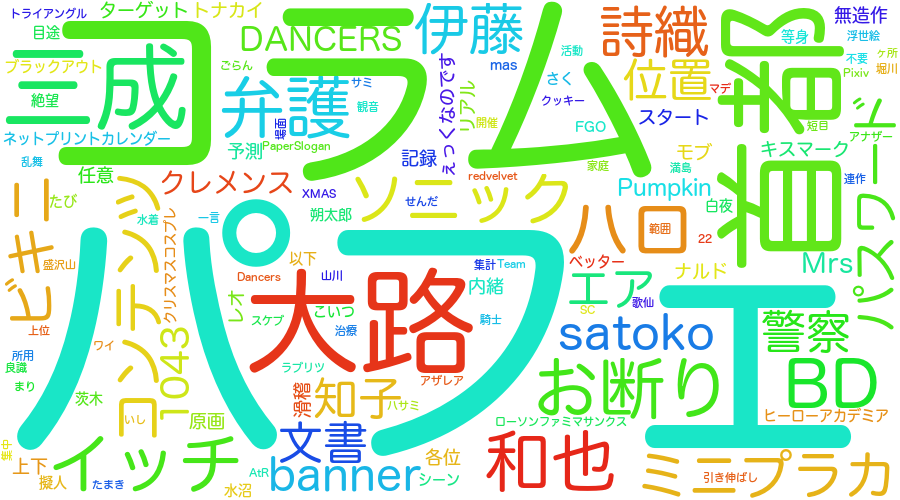 トライアングル
ターゲット
トナカイ
目途
ブラックアウト
絶望
ネットプリントカレンダー
乱舞
成
コラム
DANCERS
伊藤
詩織
首都
無造作
等身
浮世絵
不要
ヶ所
堀川
Pixiv
アナザー
短目
ごらん
サミ
観音
弁護
場面
PaperSlogan
予測
記録
mas
活動
さく
クッキー
えっくなのです
リアル
開催
FGO
家庭
位置
マデ
スタート
モブ
満島
キスマーク
連作
白夜
パスワード
任意
たび
クレメンス
XMAS
ソニック
redvelvet
せんだ
Pumpkin
朔太郎
一言
水着
クリスマスコスプレ
コンテンツ
ビキニ
盛沢山
上位
パフェ
大路
Dancers
以下
山川
集計
Team
内緒
騎士
ハロ
範囲
22
ベッター
エア
ナルド
Mrs
SC
歌仙
レオ
スケブ
こいつ
治療
ラブリツ
アザレア
1043
ワイ
所用
良識
まり
茨木
いし
原画
滑稽
知子
ハサミ
satoko
警察
お断り
BD
ヒーローアカデミア
ローソンファミマサンクス
文書
イッチ
集中
上下
擬人
たまき
水沼
AtR
banner
各位
シーン
和也
ミニプラカ
引き伸ばし